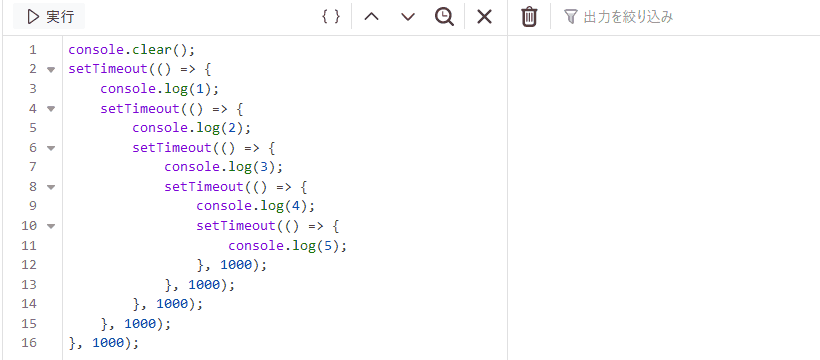 実行
{ }
出力を絞り込み
1 console.clear();
2 setTimeout(() => {
3     console.log(1);
4     setTimeout(() => {
5         console.log(2);
6         setTimeout(() => {
7             console.log(3);
8             setTimeout(() => {
9                 console.log(4);
10                 setTimeout(() => {
11                     console.log(5);
12                 }, 1000);
13             }, 1000);
14         }, 1000);
15     }, 1000);
16 }, 1000);